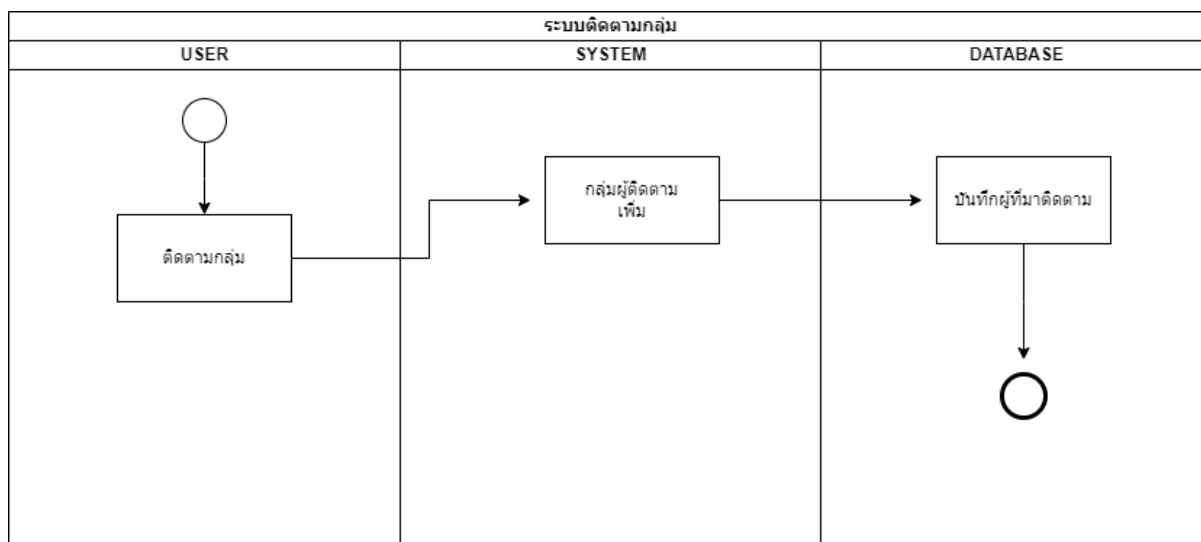 ระบบติดตามกลุ่ม
USER
SYSTEM
DATABASE
ติดตามกลุ่ม
กลุ่มผู้ติดตาม
เพิ่ม
บันทึกผู้ที่มาติดตาม